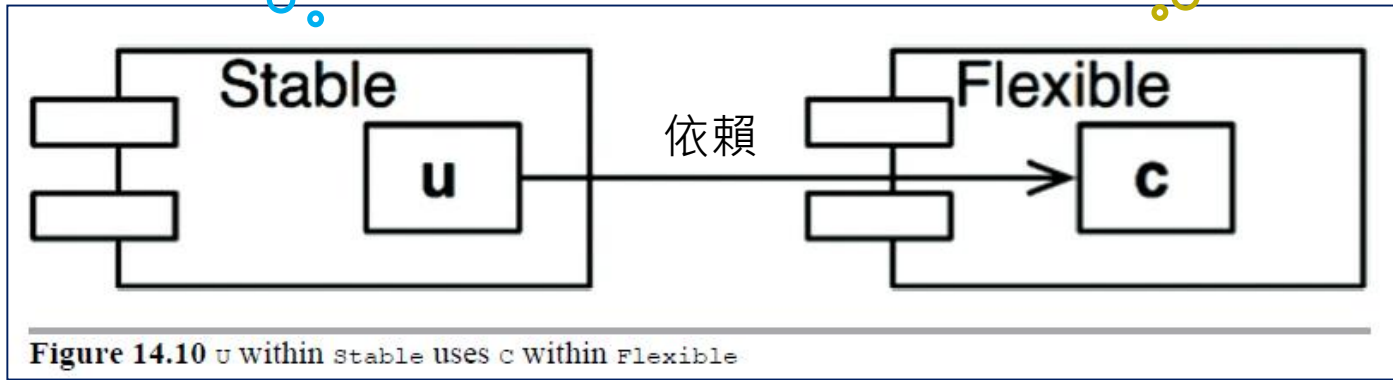 Stable
Flexible
依賴
u
c
Figure 14.10 U within Stable uses C within Flexible